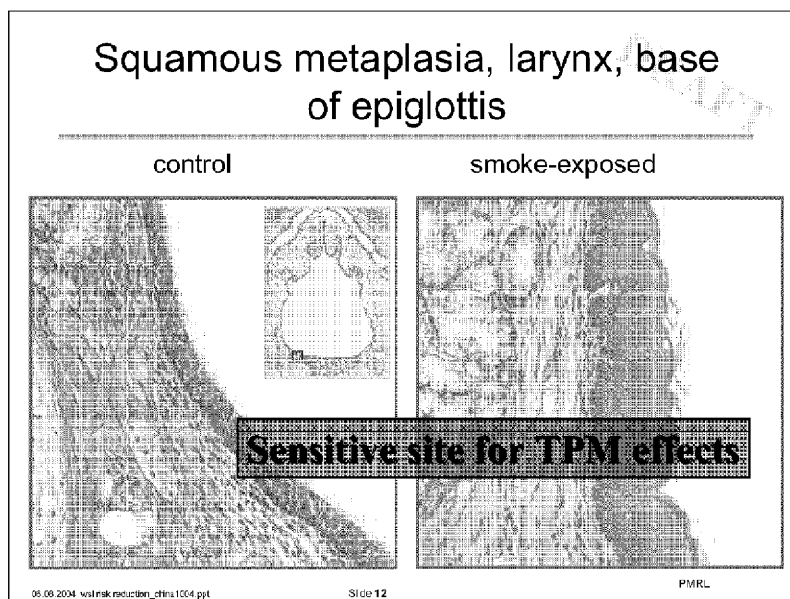 Squamous metaplasia, larynx, base
of epiglottis
DRAFT
control
smoke-exposed
Sensitive site for TPM effects
06.08.2004 wsl risk reduction_china1004.ppt
Slide 12
PMRL